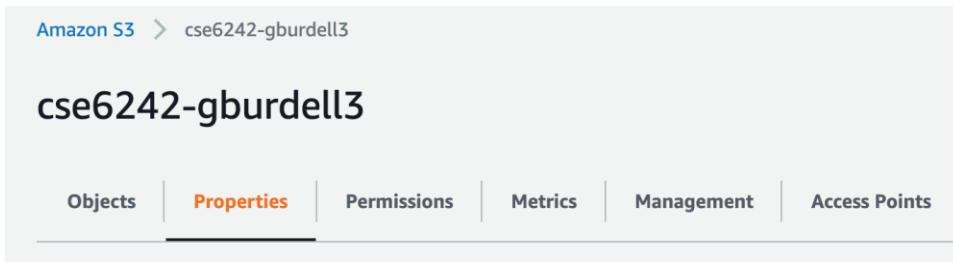 Amazon S3 > cse6242-gburdell3
cse6242-gburdell3
Objects Properties Permissions Metrics Management Access Points